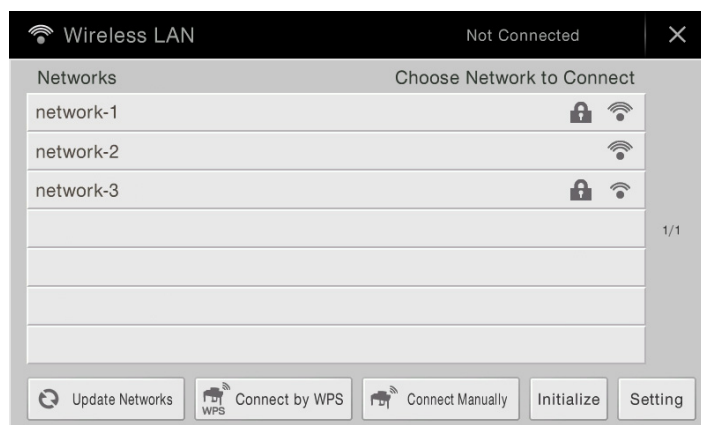 Wireless LAN Not Connected
Networks Choose Network to Connect
network-1
network-2
network-3
1/1
Update Networks WPS Connect by WPS Connect Manually Initialize Setting